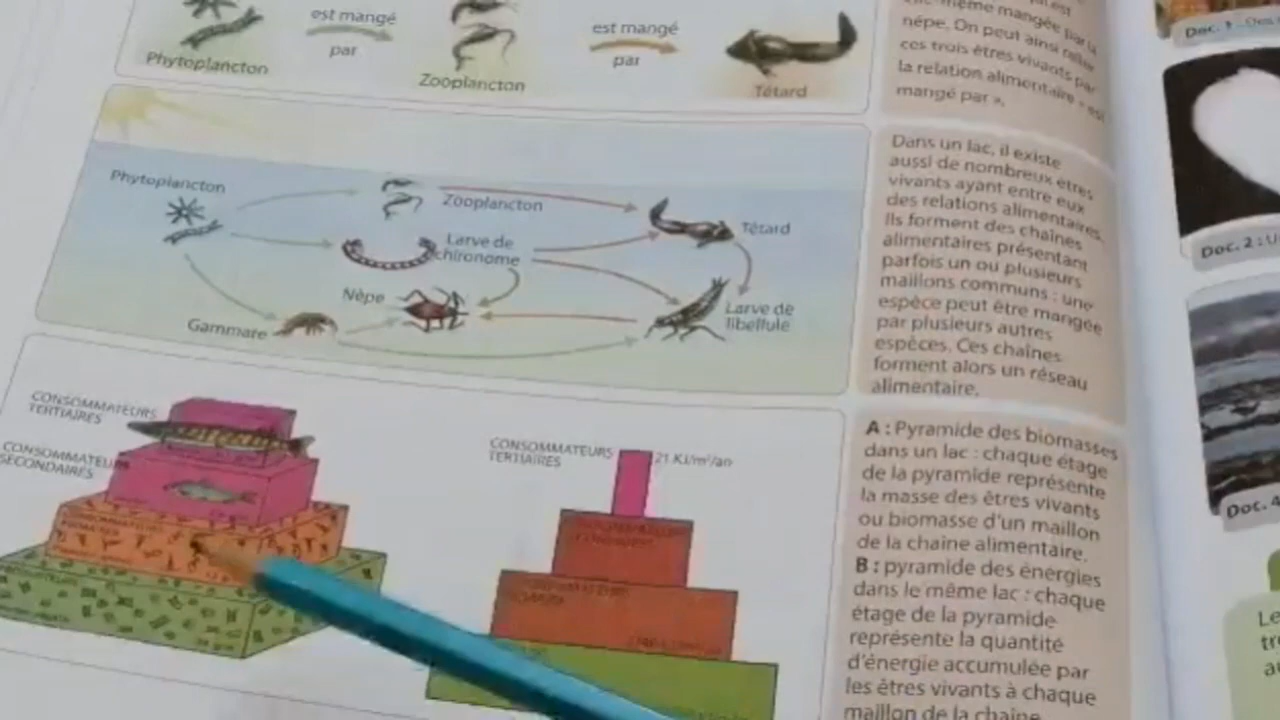 est mangé
par
est mangé
par
Phytoplancton
Zooplancton
Têtard
même mangée par la
nèpe. On peut ainsi relier
ces trois êtres vivants par
la relation alimentaire « est
mangé par ».
Phytoplancton
Zooplancton
Têtard
Larve de
chironome
Nèpe
Larve de
libellule
Gammare
Dans un lac, il existe
aussi de nombreux êtres
vivants ayant entre eux
des relations alimentaires.
Ils forment des chaînes
alimentaires présentant
parfois un ou plusieurs
maillons communs : une
espèce peut être mangée
par plusieurs autres
espèces. Ces chaînes
forment alors un réseau
alimentaire.
CONSOMMATEURS
TERTIAIRES
CONSOMMATEURS
SECONDAIRES
CONSOMMATEURS
TERTIAIRES
21 KJ/m²/an
A : Pyramide des biomasses
dans un lac : chaque étage
de la pyramide représente
la masse des êtres vivants
ou biomasse d'un maillon
de la chaîne alimentaire.
B : pyramide des énergies
dans le même lac : chaque
étage de la pyramide
représente la quantité
d'énergie accumulée par
les êtres vivants à chaque
maillon de la chaîne
Doc. 1
Doc. 2 : U
Doc. 4
Le